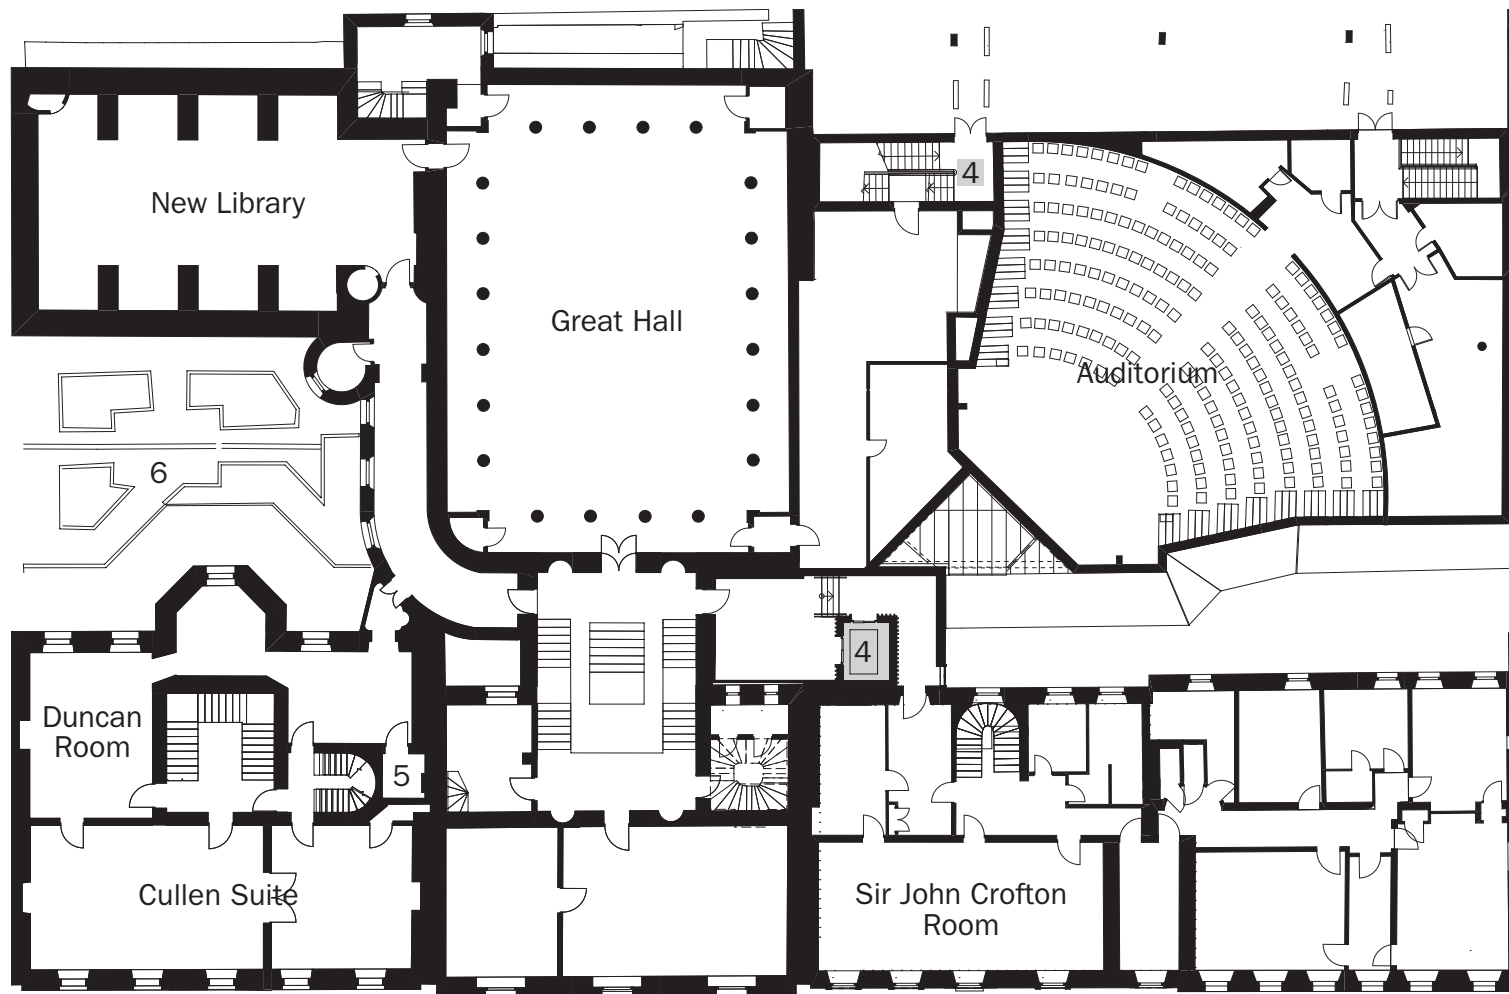 4
New Library
Great Hall
Auditorium
6
4
Duncan
Room
5
Cullen Suite
Sir John Crofton
Room